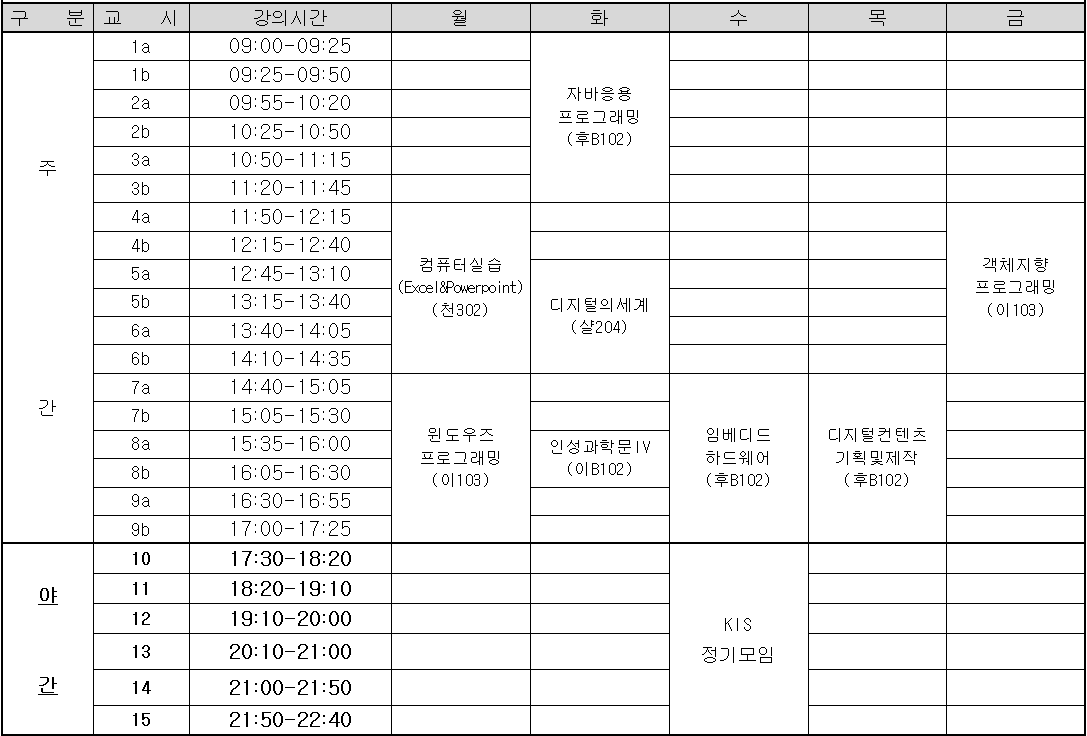 구 분 교 시 강의시간 월 화 수 목 금
1a 09:00-09:25
1b 09:25-09:50
2a 09:55-10:20
자바응용
프로그래밍
(후B102)
2b 10:25-10:50
주
3a 10:50-11:15
3b 11:20-11:45
4a 11:50-12:15
4b 12:15-12:40
컴퓨터실습
(Excel&Powerpoint)
(천302)
객체지향
프로그래밍
(이103)
5a 12:45-13:10
5b 13:15-13:40
디지털의세계
(샬204)
6a 13:40-14:05
6b 14:10-14:35
간
7a 14:40-15:05
7b 15:05-15:30
윈도우즈
프로그래밍
(이103)
인성과학문IV
(이B102)
임베디드
하드웨어
(후B102)
디지털컨텐츠
기획및제작
(후B102)
8a 15:35-16:00
8b 16:05-16:30
9a 16:30-16:55
9b 17:00-17:25
야
10 17:30-18:20
11 18:20-19:10
12 19:10-20:00
KIS
정기모임
13 20:10-21:00
간
14 21:00-21:50
15 21:50-22:40